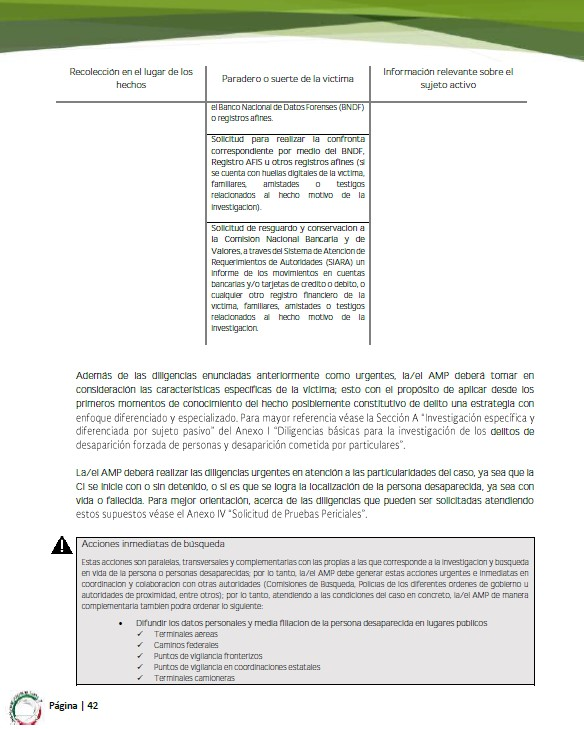 Recolección en el lugar de los
hechos
Paradero o suerte de la victima
Información relevante sobre el
sujeto activo
el Banco Nacional de Datos Forenses (BNDF)
o registros afines.
Solicitud para realizar la confronta
correspondiente por medio del BNDF,
Registro AFIS u otros registros afines (si
se cuenta con huellas digitales de la victima,
familiares, amistades o testigos
relacionados al hecho motivo de la
investigacion).
Solicitud de resguardo y conservacion a
la Comision Nacional Bancaria y de
Valores, a traves del Sistema de Atencion de
Requerimientos de Autoridades (SIARA) un
informe de los movimientos en cuentas
bancarias y/o tarjetas de credito o debito, o
cualquier otro registro financiero de la
victima, familiares, amistades o testigos
relacionados al hecho motivo de la
investigacion.
Además de las diligencias enunciadas anteriormente como urgentes, la/el AMP deberá tomar en
consideración las características específicas de la víctima; esto con el propósito de aplicar desde los
primeros momentos de conocimiento del hecho posiblemente constitutivo de delito una estrategia con
enfoque diferenciado y especializado. Para mayor referencia véase la Sección A "Investigación específica y
diferenciada por sujeto pasivo" del Anexo I "Diligencias básicas para la investigación de los delitos de
desaparición forzada de personas y desaparición cometida por particulares".
La/el AMP deberá realizar las diligencias urgentes en atención a las particularidades del caso, ya sea que la
CI se inicie con o sin detenido, o si es que se logra la localización de la persona desaparecida, ya sea con
vida o fallecida. Para mejor orientación, acerca de las diligencias que pueden ser solicitadas atendiendo
estos supuestos véase el Anexo IV "Solicitud de Pruebas Periciales".
Acciones inmediatas de búsqueda
Estas acciones son paralelas, transversales y complementarias con las propias a las que corresponde a la investigacion y busqueda
en vida de la persona o personas desaparecidas; por lo tanto, la/el AMP debe generar estas acciones urgentes e inmediatas en
coordinacion y colaboracion con otras autoridades (Comisiones de Busqueda, Policias de los diferentes ordenes de gobierno u
autoridades de proximidad, entre otros); por lo tanto, atendiendo a las condiciones del caso en concreto, la/el AMP de manera
complementaria tambien podra ordenar lo siguiente:
• Difundir los datos personales y media filiacion de la persona desaparecida en lugares publicos
✓ Terminales aereas
✓ Caminos federales
✓ Puntos de vigilancia fronterizos
✓ Puntos de vigilancia en coordinaciones estatales
✓ Terminales camioneras
Página | 42